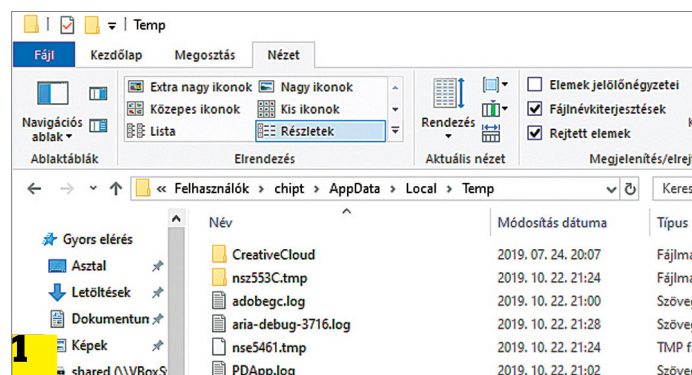 Temp
Fájl Kezdőlap Megosztás Nézet
Extra nagy ikonok Nagy ikonok Elemek jelölőnégyzetei
Közepes ikonok Kis ikonok Fájlnévkiterjesztések
Navigációs ablak Lista Részletek Rendezés Rejtett elemek
Ablaktáblák Elrendezés Aktuális nézet Megjelenítés/elrej
« Felhasználók > chipt > AppData > Local > Temp Keres
Név Módosítás dátuma Típus
Gyors elérés CreativeCloud 2019. 07. 24. 20:07 Fájlma
Asztal nsz553C.tmp 2019. 10. 22. 21:24 Fájlma
Letöltések adobegc.log 2019. 10. 22. 21:00 Szöveg
Dokumentun aria-debug-3716.log 2019. 10. 22. 21:28 Szöveg
Képek nse5461.tmp 2019. 10. 22. 21:24 TMP f
1 shared (\\VBoxS PDApp.log 2019. 10. 22. 21:02 Szöveg